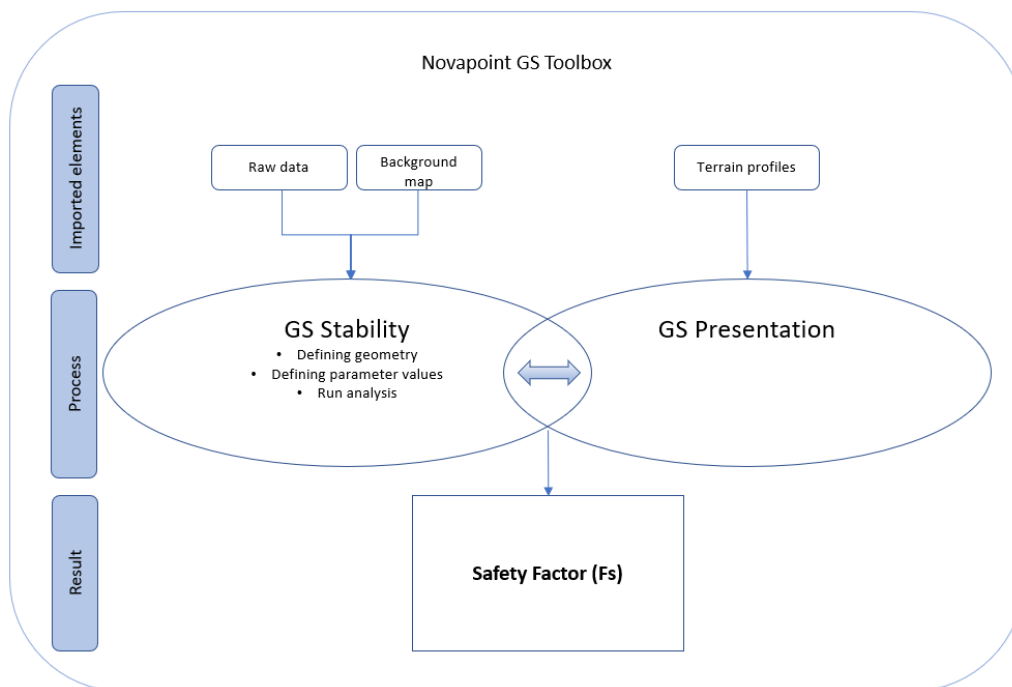 Novapoint GS Toolbox
Imported elements
Raw data
Background
map
Terrain profiles
Process
GS Stability
• Defining geometry
• Defining parameter values
• Run analysis
GS Presentation
Result
Safety Factor (Fs)